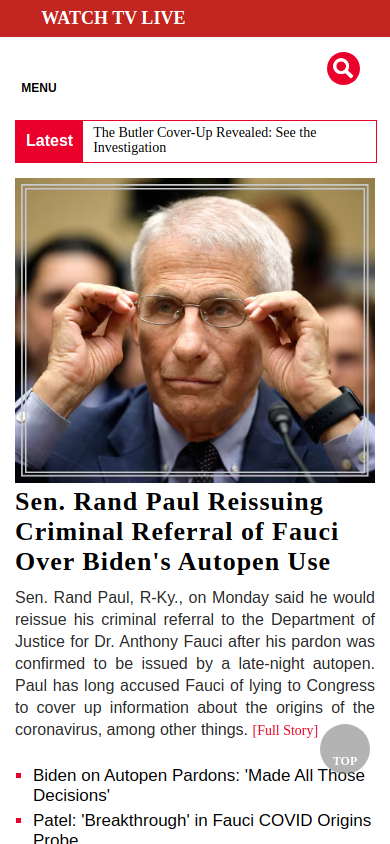 WATCH TV LIVE
MENU
Latest
The Butler Cover-Up Revealed: See the
Investigation
Sen. Rand Paul Reissuing
Criminal Referral of Fauci
Over Biden's Autopen Use
Sen. Rand Paul, R-Ky., on Monday said he would
reissue his criminal referral to the Department of
Justice for Dr. Anthony Fauci after his pardon was
confirmed to be issued by a late-night autopen.
Paul has long accused Fauci of lying to Congress
to cover up information about the origins of the
coronavirus, among other things. [Full Story]
TOP
Biden on Autopen Pardons: 'Made All Those
Decisions'
Patel: 'Breakthrough' in Fauci COVID Origins
Probe